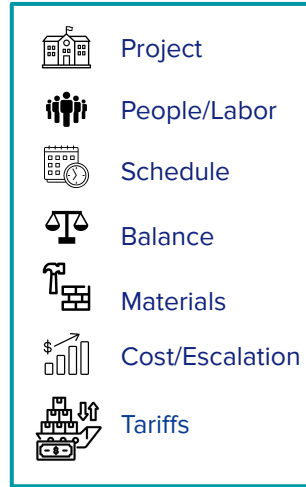 Project
People/Labor
Schedule
Balance
Materials
$
Cost/Escalation
$
Tariffs